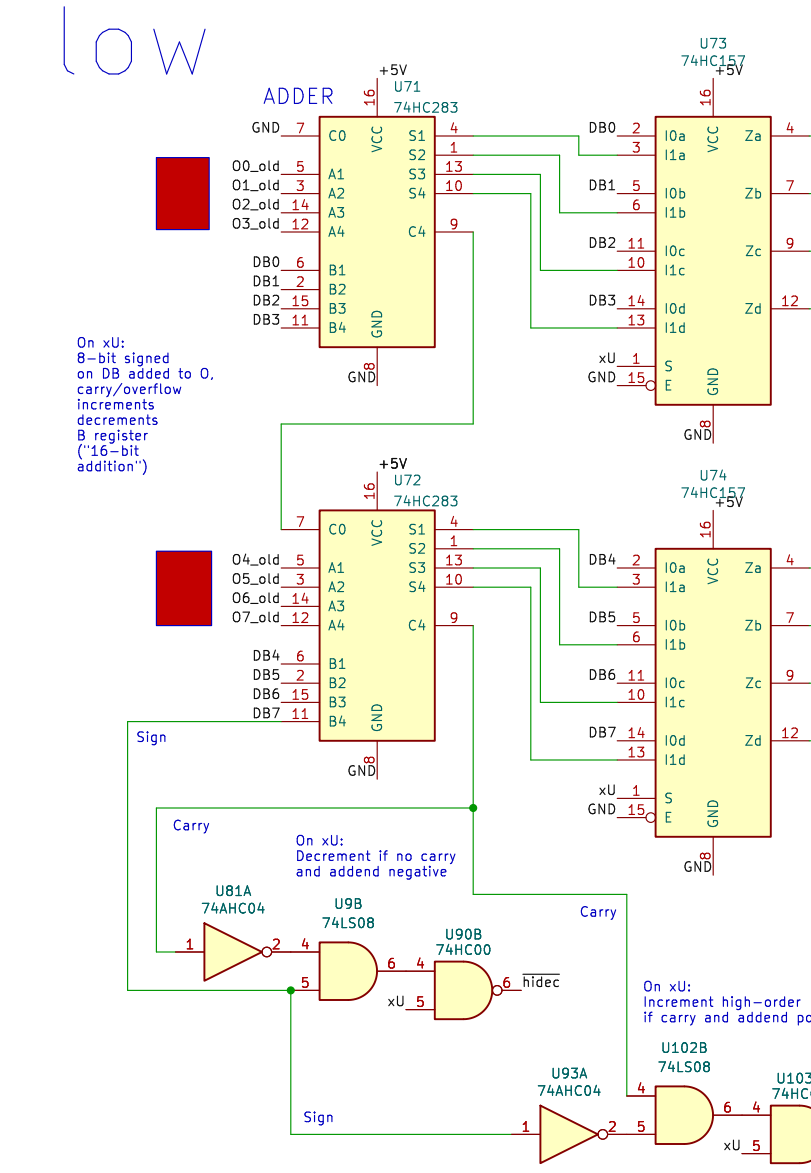 low
ADDER
+5V
U71
74HC283
16
VCC
GND 7 C0
O0_old 5 A1
O1_old 3 A2
O2_old 14 A3
O3_old 12 A4
DB0 6 B1
DB1 2 B2
DB2 15 B3
DB3 11 B4
S1 4
S2 1
S3 13
S4 10
C4 9
GND
8
GND
U73
74HC157
+5V
16
VCC
DB0 2 I0a
3 I1a
DB1 5 I0b
6 I1b
DB2 11 I0c
10 I1c
DB3 14 I0d
13 I1d
xU 1 S
GND 15 E
Za 4
Zb 7
Zc 9
Zd 12
GND
8
GND
On xU:
8-bit signed
on DB added to O,
carry/overflow
increments
decrements
B register
("16-bit
addition")
+5V
U72
74HC283
16
VCC
7 C0
O4_old 5 A1
O5_old 3 A2
O6_old 14 A3
O7_old 12 A4
DB4 6 B1
DB5 2 B2
DB6 15 B3
DB7 11 B4
S1 4
S2 1
S3 13
S4 10
C4 9
GND
8
GND
U74
74HC157
+5V
16
VCC
DB4 2 I0a
3 I1a
DB5 5 I0b
6 I1b
DB6 11 I0c
10 I1c
DB7 14 I0d
13 I1d
xU 1 S
GND 15 E
Za 4
Zb 7
Zc 9
Zd 12
GND
8
GND
Sign
Carry
On xU:
Decrement if no carry
and addend negative
U81A
74AHC04
1 2
U9B
74LS08
4
5
6
U90B
74HC00
4
xU 5
6 hidec
Carry
On xU:
Increment high-order
if carry and addend po
U102B
74LS08
4
5
6
U93A
74AHC04
1 2
Sign
U103
74HC
4
xU 5